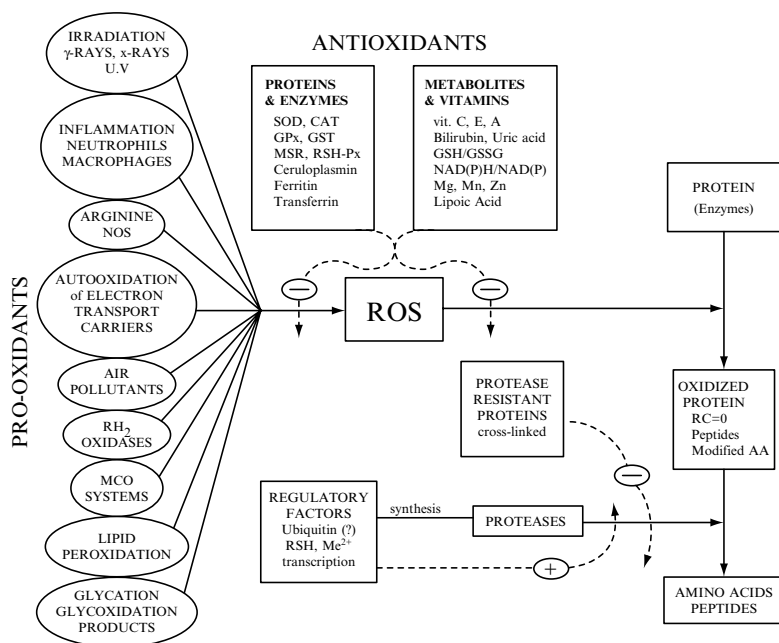 PRO-OXIDANTS
IRRADIATION
γ-RAYS, x-RAYS
U.V
INFLAMMATION
NEUTROPHILS
MACROPHAGES
ARGININE
NOS
AUTOOXIDATION
of ELECTRON
TRANSPORT
CARRIERS
AIR
POLLUTANTS
RH2
OXIDASES
MCO
SYSTEMS
LIPID
PEROXIDATION
GLYCATION
GLYCOXIDATION
PRODUCTS
ANTIOXIDANTS
PROTEINS
& ENZYMES
SOD, CAT
GPx, GST
MSR, RSH-Px
Ceruloplasmin
Ferritin
Transferrin
METABOLITES
& VITAMINS
vit. C, E, A
Bilirubin, Uric acid
GSH/GSSG
NAD(P)H/NAD(P)
Mg, Mn, Zn
Lipoic Acid
−
−
ROS
PROTEIN
(Enzymes)
PROTEASE
RESISTANT
PROTEINS
cross-linked
−
OXIDIZED
PROTEIN
RC=0
Peptides
Modified AA
REGULATORY
FACTORS
Ubiquitin (?)
RSH, Me2+
transcription
synthesis
PROTEASES
+
AMINO ACIDS
PEPTIDES